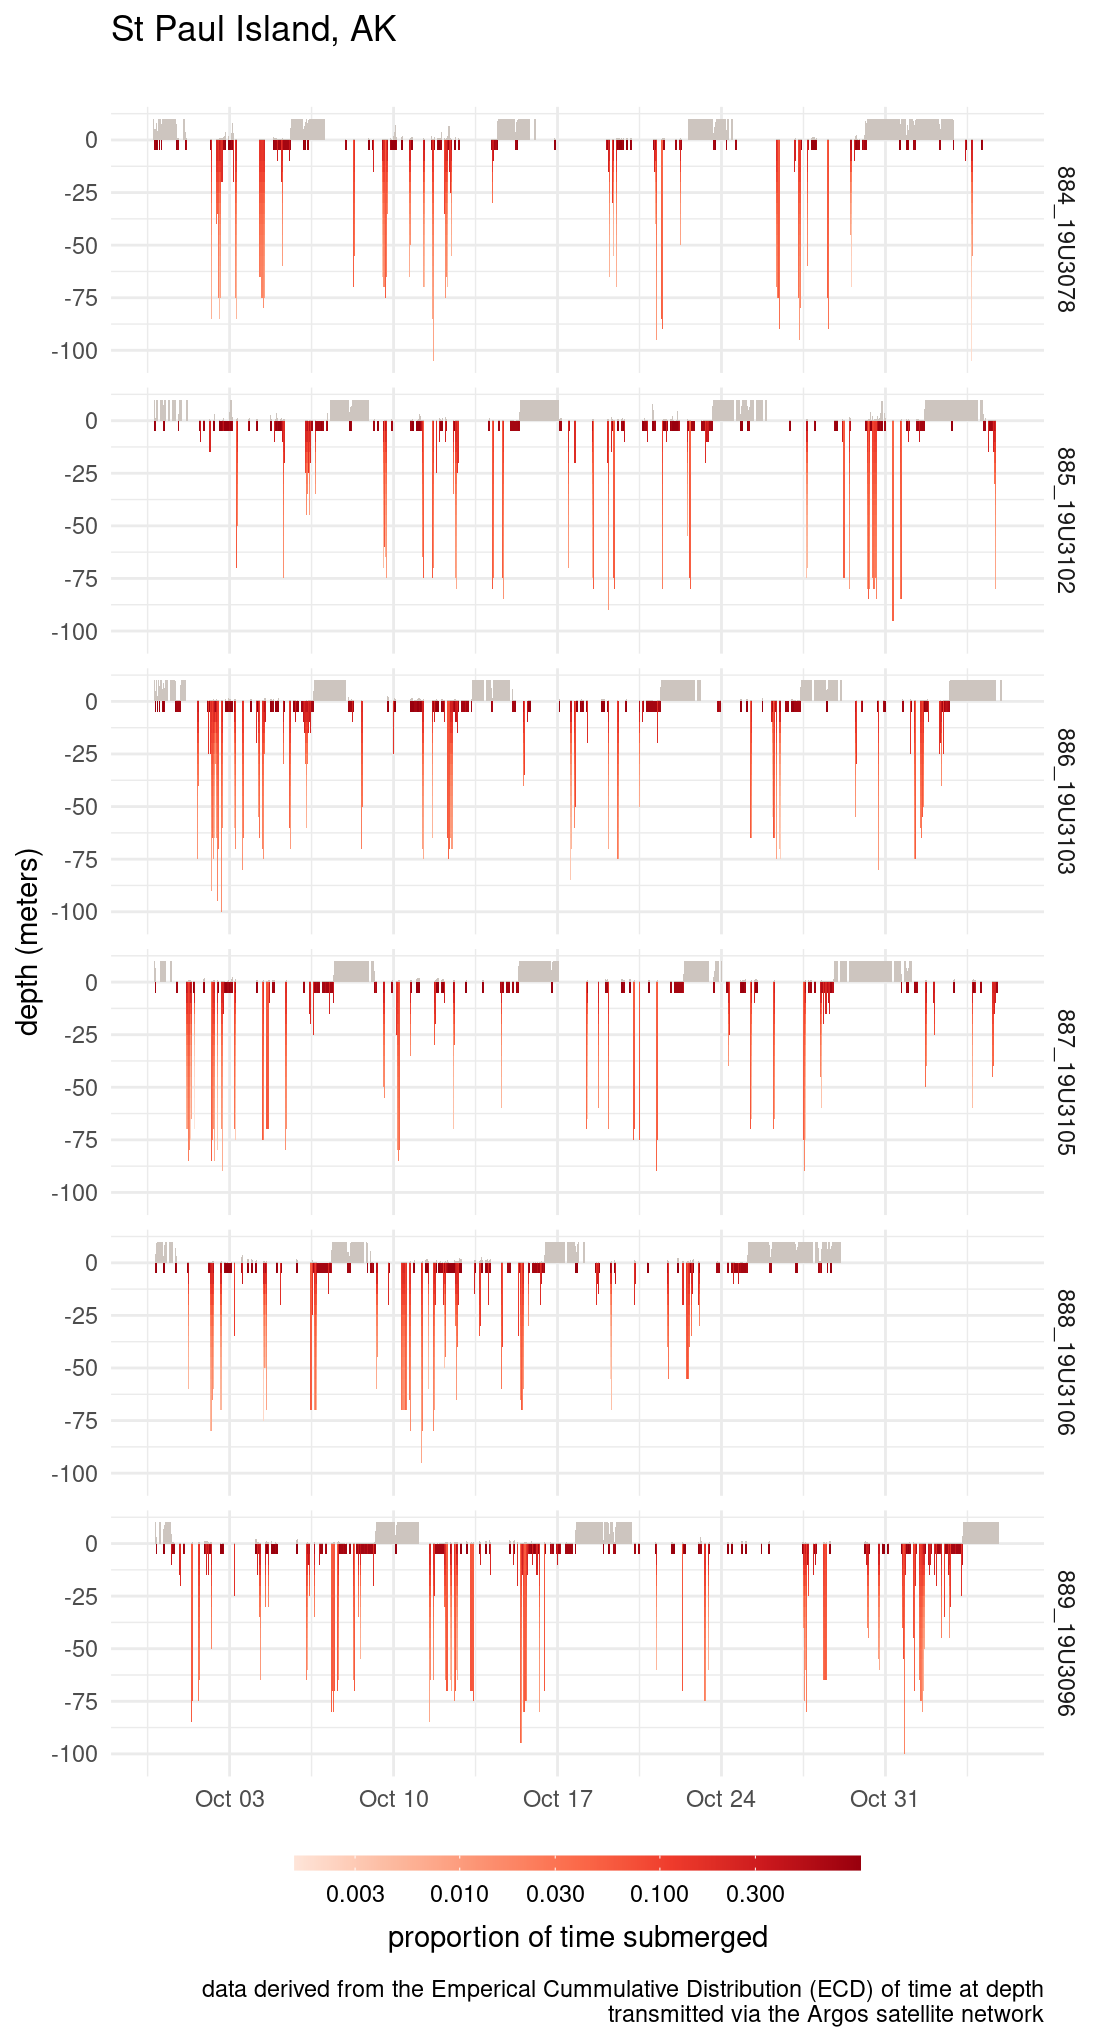 St Paul Island, AK
0
-25
-50
-75
-100
884_19U3078
0
-25
-50
-75
-100
885_19U3102
0
-25
-50
-75
-100
886_19U3103
depth (meters)
0
-25
-50
-75
-100
887_19U3105
0
-25
-50
-75
-100
888_19U3106
0
-25
-50
-75
-100
889_19U3096
Oct 03 Oct 10 Oct 17 Oct 24 Oct 31
0.003 0.010 0.030 0.100 0.300
proportion of time submerged
data derived from the Emperical Cummulative Distribution (ECD) of time at depth
transmitted via the Argos satellite network